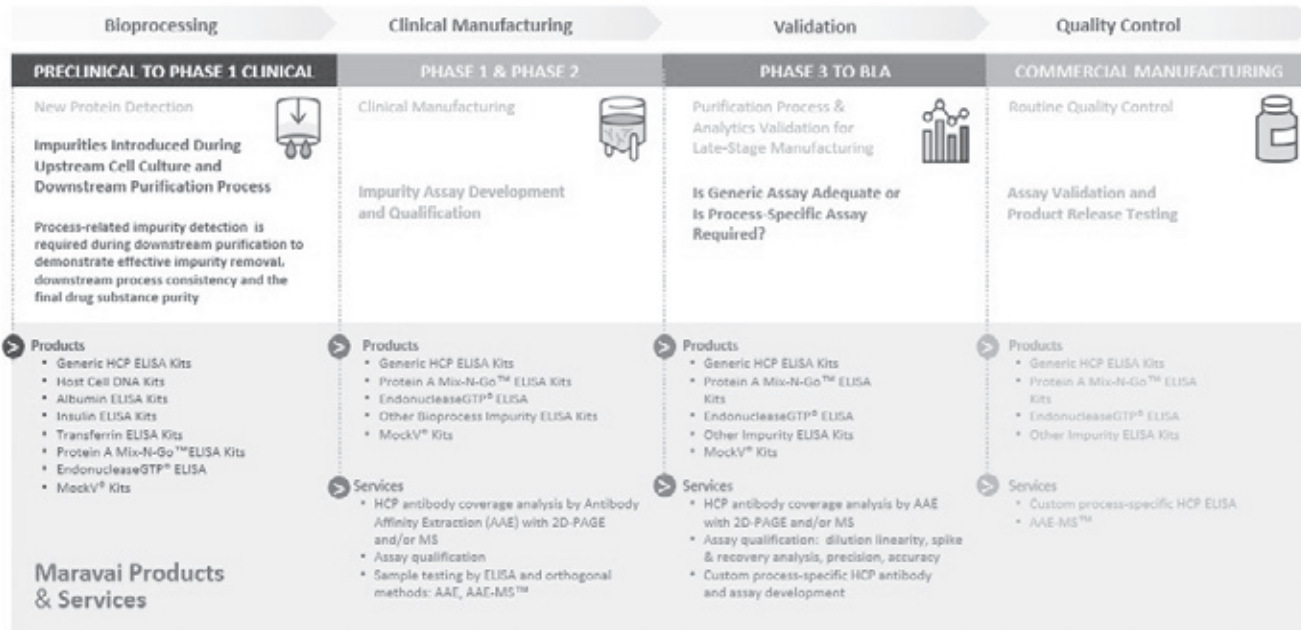 Bioprocessing
Clinical Manufacturing
Validation
Quality Control
PRECLINICAL TO PHASE 1 CLINICAL
PHASE 1 & PHASE 2
PHASE 3 TO BLA
COMMERCIAL MANUFACTURING
New Protein Detection
Impurities Introduced During
Upstream Cell Culture and
Downstream Purification Process
Process-related impurity detection is
required during downstream purification to
demonstrate effective impurity removal,
downstream process consistency and the
final drug substance purity
Clinical Manufacturing
Impurity Assay Development
and Qualification
Purification Process &
Analytics Validation for
Late-Stage Manufacturing
Is Generic Assay Adequate or
Is Process-Specific Assay
Required?
Routine Quality Control
Assay Validation and
Product Release Testing
Products
• Generic HCP ELISA Kits
• Host Cell DNA Kits
• Albumin ELISA Kits
• Insulin ELISA Kits
• Transferrin ELISA Kits
• Protein A Mix-N-Go™ELISA Kits
• EndonucleaseGTP® ELISA
• MockV® Kits
Maravai Products
& Services
Products
• Generic HCP ELISA Kits
• Protein A Mix-N-Go™ ELISA Kits
• EndonucleaseGTP® ELISA
• Other Bioprocess Impurity ELISA Kits
• MockV® Kits
Services
• HCP antibody coverage analysis by Antibody
Affinity Extraction (AAE) with 2D-PAGE
and/or MS
• Assay qualification
• Sample testing by ELISA and orthogonal
methods: AAE, AAE-MS™
Products
• Generic HCP ELISA Kits
• Protein A Mix-N-Go™ ELISA
Kits
• EndonucleaseGTP® ELISA
• Other Impurity ELISA Kits
• MockV® Kits
Services
• HCP antibody coverage analysis by AAE
with 2D-PAGE and/or MS
• Assay qualification: dilution linearity, spike
& recovery analysis, precision, accuracy
• Custom process-specific HCP antibody
and assay development
Products
• Generic HCP ELISA Kits
• Protein A Mix-N-Go™ ELISA
Kits
• EndonucleaseGTP® ELISA
• Other Impurity ELISA Kits
Services
• Custom process-specific HCP ELISA
• AAE-MS™